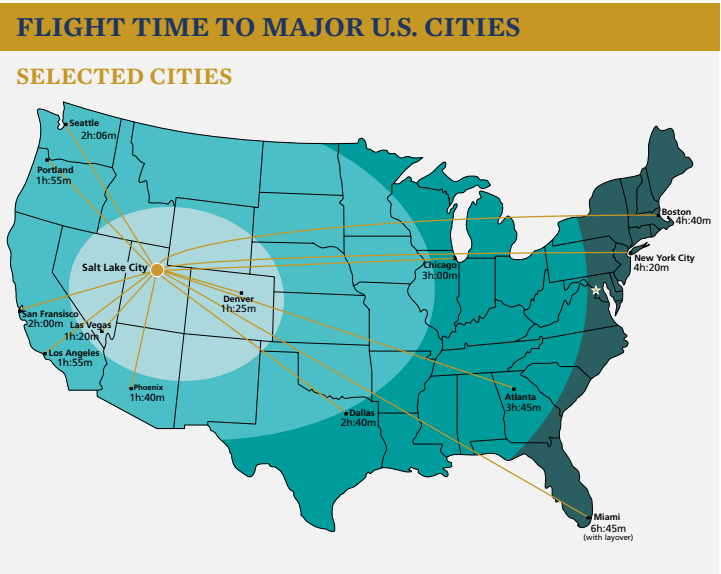 FLIGHT TIME TO MAJOR U.S. CITIES
SELECTED CITIES
Seattle
2h:06m
Portland
1h:55m
Boston
4h:40m
New York City
4h:20m
Salt Lake City
Chicago
3h:00m
Denver
1h:25m
San Fransisco
2h:00m
Las Vegas
1h:20m
Los Angeles
1h:55m
Phoenix
1h:40m
Atlanta
3h:45m
Dallas
2h:40m
Miami
6h:45m
(with layover)